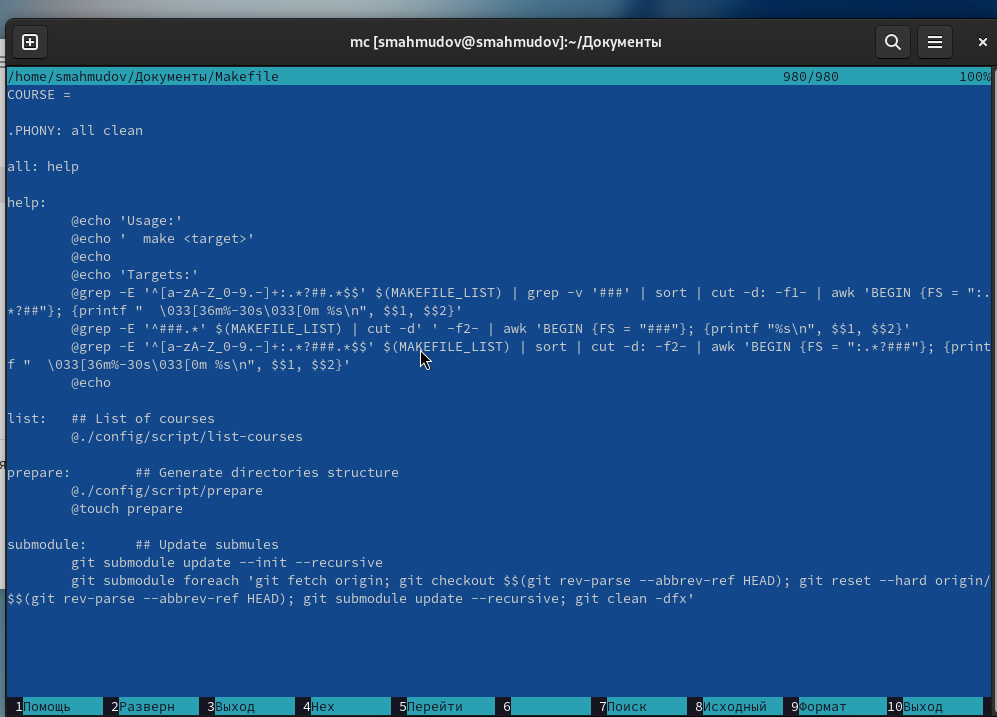 mc [smahmudov@smahmudov]:~/Документы
/home/smahmudov/Документы/Makefile 980/980 100%
COURSE =
.PHONY: all clean
all: help
help:
@echo 'Usage:'
@echo '  make <target>'
@echo
@echo 'Targets:'
@grep -E '^[a-zA-Z_0-9.-]+:.*?##.*$$' $(MAKEFILE_LIST) | grep -v '###' | sort | cut -d: -f1- | awk 'BEGIN {FS = ":.
*?##"}; {printf "  \033[36m%-30s\033[0m %s\n", $$1, $$2}'
@grep -E '^###.*' $(MAKEFILE_LIST) | cut -d' ' -f2- | awk 'BEGIN {FS = "###"}; {printf "%s\n", $$1, $$2}'
@grep -E '^[a-zA-Z_0-9.-]+:.*?###.*$$' $(MAKEFILE_LIST) | sort | cut -d: -f2- | awk 'BEGIN {FS = ":.*?###"}; {print
f "  \033[36m%-30s\033[0m %s\n", $$1, $$2}'
@echo
list:   ## List of courses
@./config/script/list-courses
prepare:        ## Generate directories structure
@./config/script/prepare
@touch prepare
submodule:      ## Update submules
git submodule update --init --recursive
git submodule foreach 'git fetch origin; git checkout $$(git rev-parse --abbrev-ref HEAD); git reset --hard origin/
$$(git rev-parse --abbrev-ref HEAD); git submodule update --recursive; git clean -dfx'
1Помощь 2Разверн 3Выход 4Hex 5Перейти 6 7Поиск 8Исходный 9Формат 10Выход